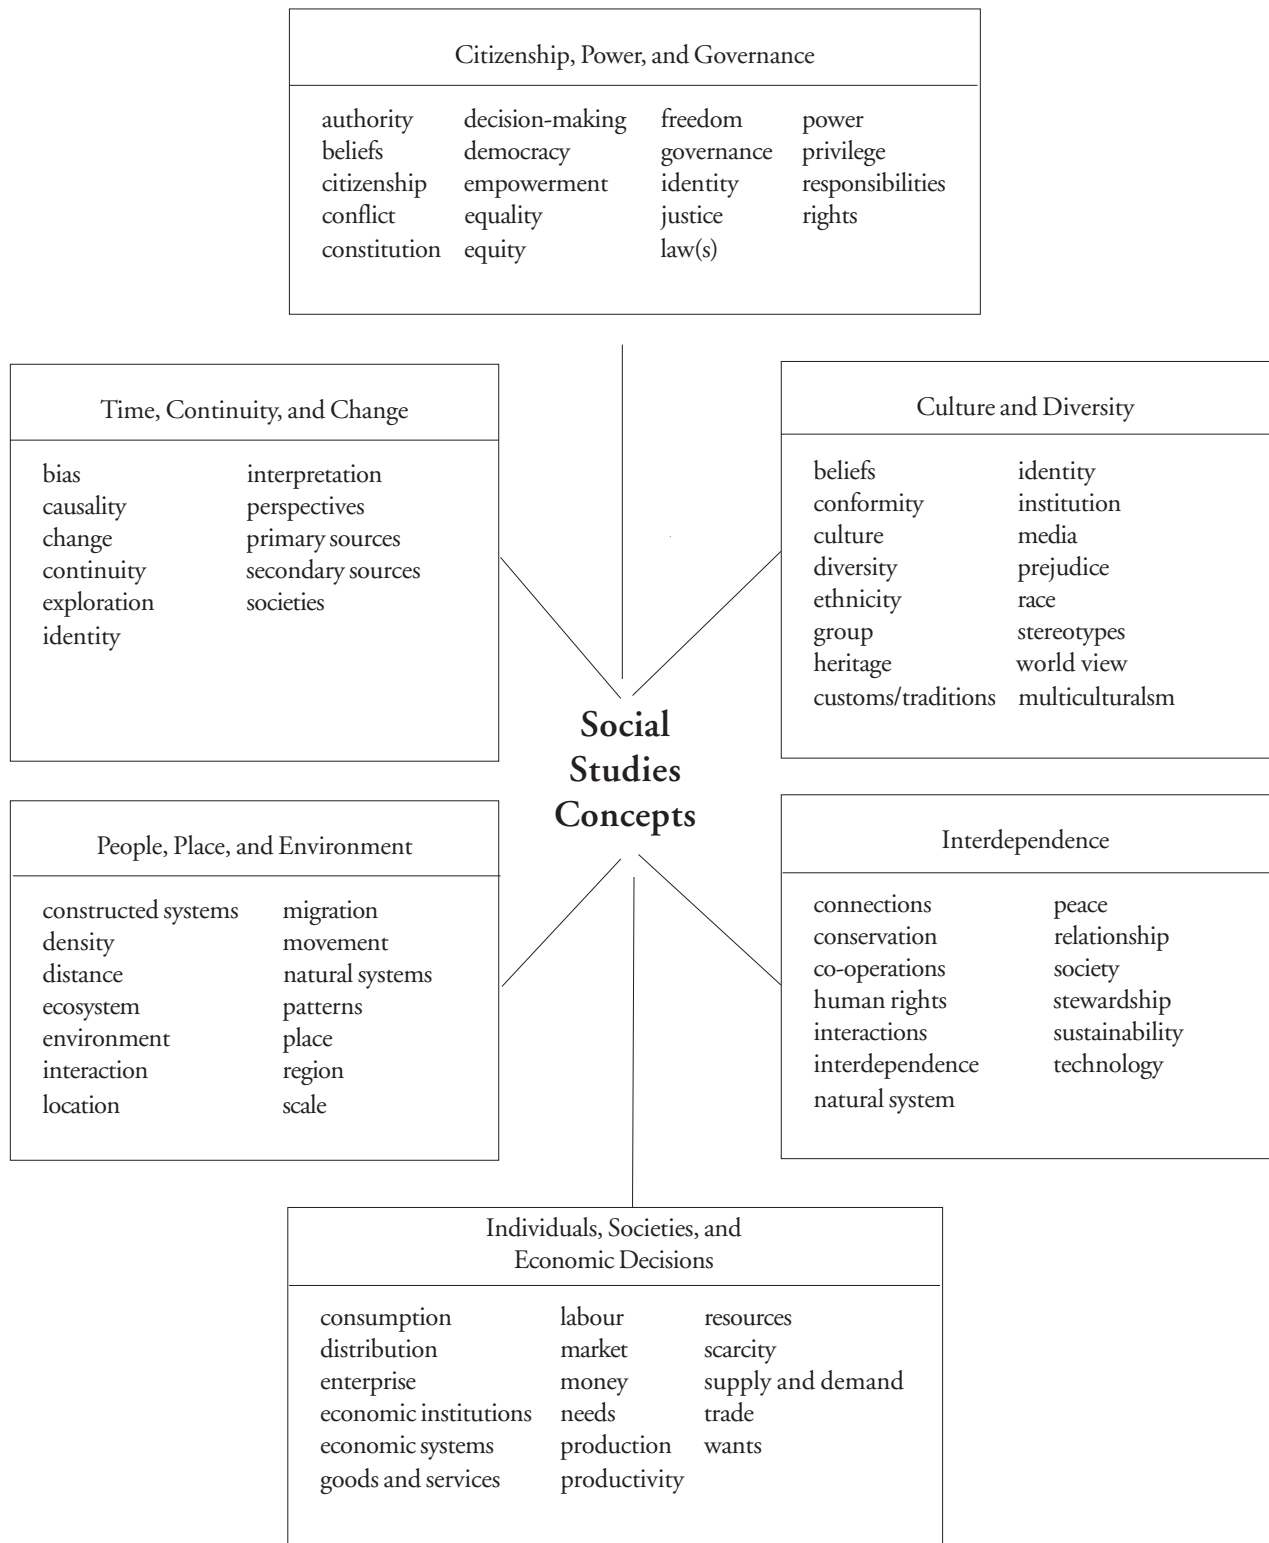 Citizenship, Power, and Governance
authority decision-making freedom power
beliefs democracy governance privilege
citizenship empowerment identity responsibilities
conflict equality justice rights
constitution equity law(s)
Time, Continuity, and Change
bias interpretation
causality perspectives
change primary sources
continuity secondary sources
exploration societies
identity
Culture and Diversity
beliefs identity
conformity institution
culture media
diversity prejudice
ethnicity race
group stereotypes
heritage world view
customs/traditions multiculturalsm
Social
Studies
Concepts
People, Place, and Environment
constructed systems migration
density movement
distance natural systems
ecosystem patterns
environment place
interaction region
location scale
Interdependence
connections peace
conservation relationship
co-operations society
human rights stewardship
interactions sustainability
interdependence technology
natural system
Individuals, Societies, and
Economic Decisions
consumption labour resources
distribution market scarcity
enterprise money supply and demand
economic institutions needs trade
economic systems production wants
goods and services productivity